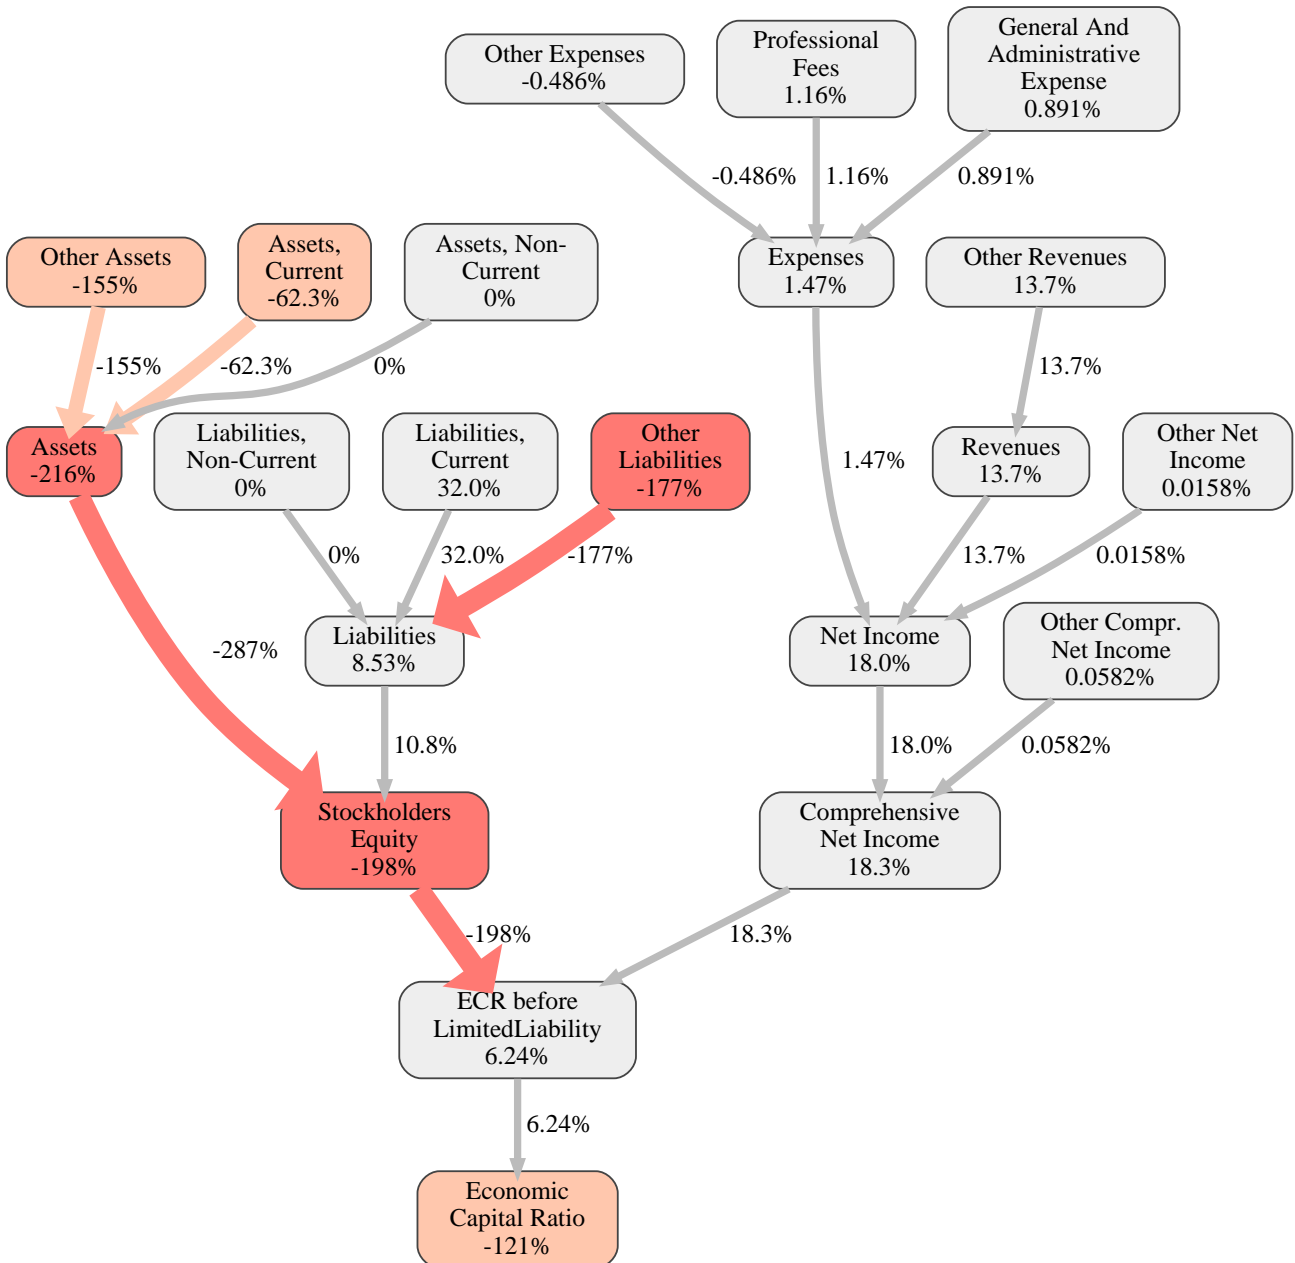 Other Expenses
-0.486%
Professional
Fees
1.16%
General And
Administrative
Expense
0.891%
-0.486%
1.16%
0.891%
Other Assets
-155%
Assets,
Current
-62.3%
Assets, Non-
Current
0%
Expenses
1.47%
Other Revenues
13.7%
-155%
-62.3%
0%
13.7%
Assets
-216%
Liabilities,
Non-Current
0%
Liabilities,
Current
32.0%
Other
Liabilities
-177%
1.47%
Revenues
13.7%
Other Net
Income
0.0158%
0%
32.0%
-177%
13.7%
0.0158%
-287%
Liabilities
8.53%
Net Income
18.0%
Other Compr.
Net Income
0.0582%
10.8%
18.0%
0.0582%
Stockholders
Equity
-198%
Comprehensive
Net Income
18.3%
-198%
18.3%
ECR before
LimitedLiability
6.24%
6.24%
Economic
Capital Ratio
-121%